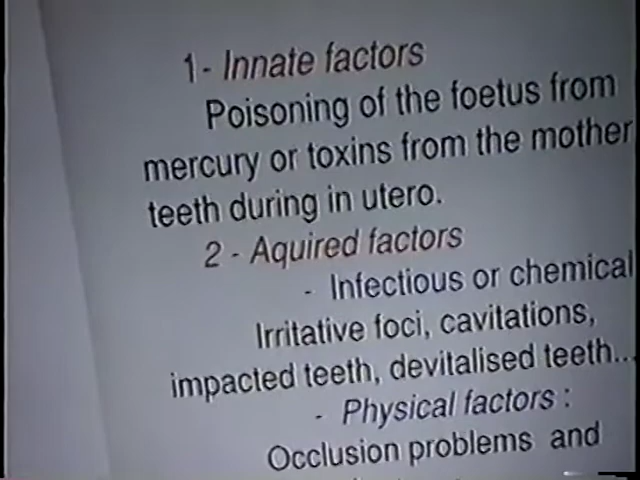 1- Innate factors
Poisoning of the foetus from
mercury or toxins from the mother
teeth during in utero.
2 - Aquired factors
- Infectious or chemical
Irritative foci, cavitations,
impacted teeth, devitalised teeth...
- Physical factors :
Occlusion problems and